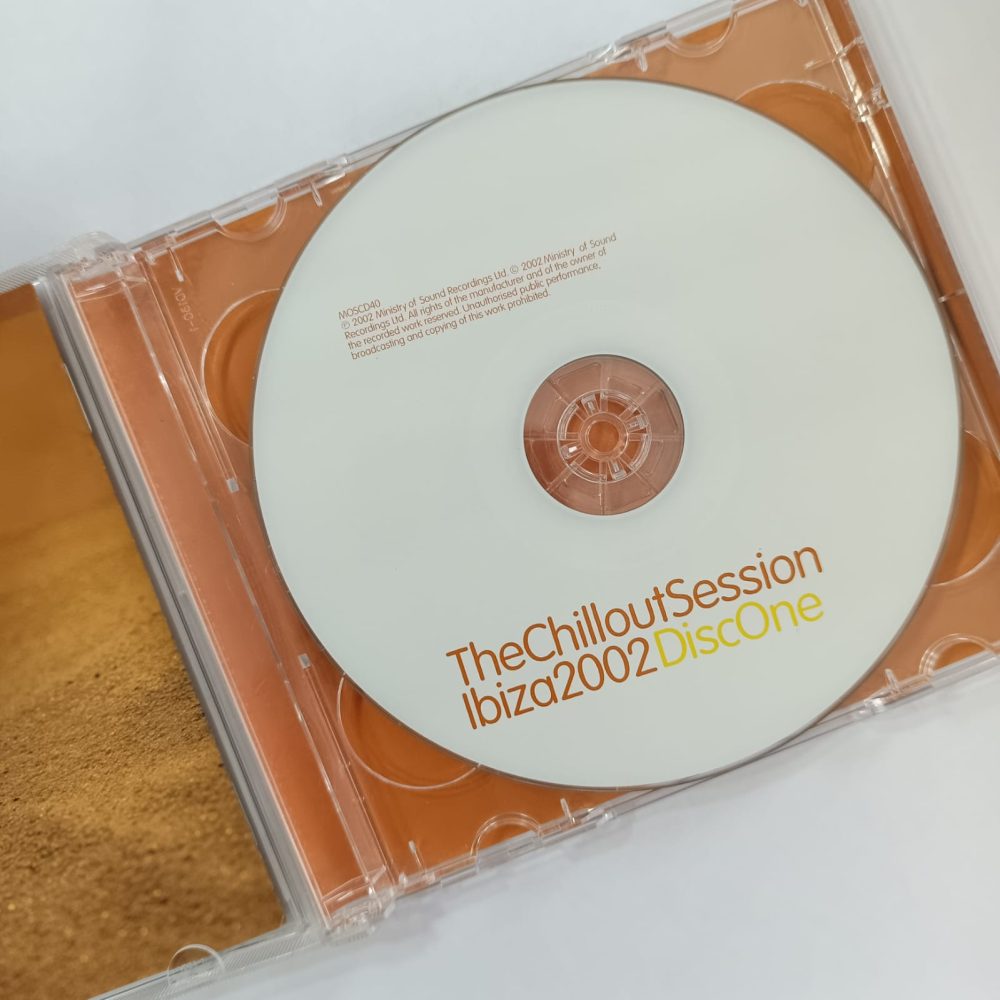 MOSCD40
℗ 2002 Ministry of Sound Recordings Ltd. © 2002 Ministry of Sound
Recordings Ltd. All rights of the manufacturer and of the owner of
the recorded work reserved. Unauthorised public performance,
broadcasting and copying of this work prohibited.
TheChilloutSession
Ibiza2002DiscOne